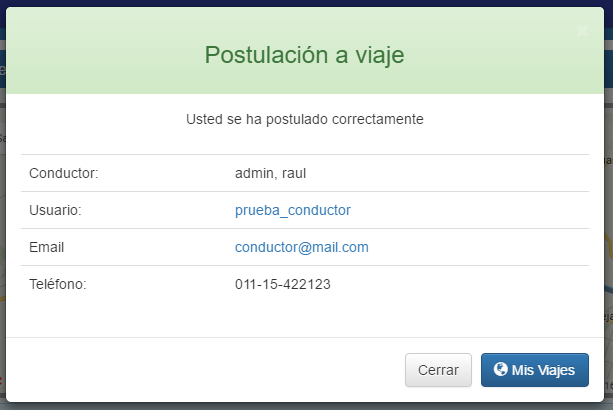 Postulación a viaje
Usted se ha postulado correctamente
Conductor: admin, raul
Usuario: prueba_conductor
Email conductor@mail.com
Teléfono: 011-15-422123
Cerrar Mis Viajes